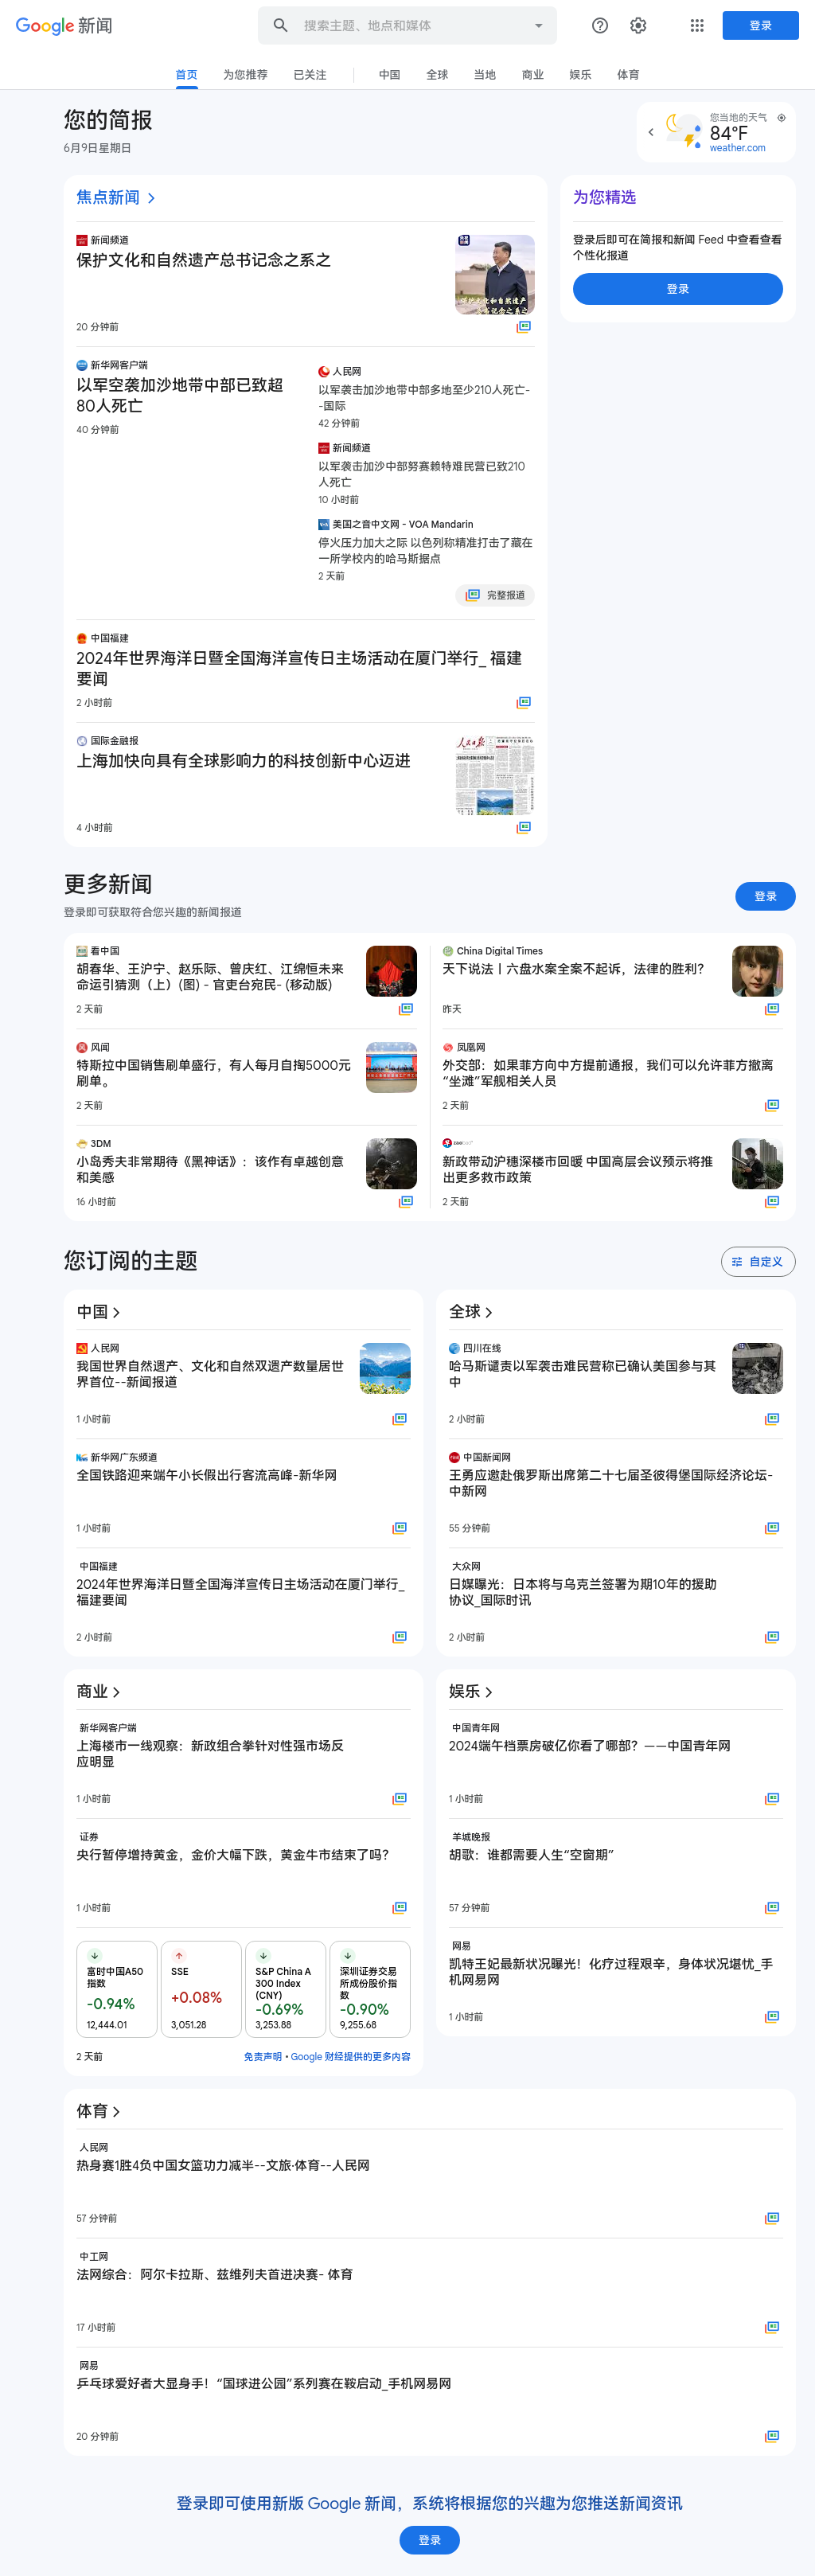 Google 新闻
搜索主题、地点和媒体
登录
首页 为您推荐 已关注 中国 全球 当地 商业 娱乐 体育
您的简报
6月9日星期日
您当地的天气
84°F
weather.com
焦点新闻
新闻频道
保护文化和自然遗产总书记念之系之
20 分钟前
新华网客户端
以军空袭加沙地带中部已致超
80人死亡
40 分钟前
人民网
以军袭击加沙地带中部多地至少210人死亡-
-国际
42 分钟前
新闻频道
以军袭击加沙中部努赛赖特难民营已致210
人死亡
10 小时前
美国之音中文网 - VOA Mandarin
停火压力加大之际 以色列称精准打击了藏在
一所学校内的哈马斯据点
2 天前
完整报道
中国福建
2024年世界海洋日暨全国海洋宣传日主场活动在厦门举行_ 福建
要闻
2 小时前
国际金融报
上海加快向具有全球影响力的科技创新中心迈进
人民日报
4 小时前
为您精选
登录后即可在简报和新闻 Feed 中查看查看
个性化报道
登录
更多新闻
登录即可获取符合您兴趣的新闻报道
登录
看中国
胡春华、王沪宁、赵乐际、曾庆红、江绵恒未来
命运引猜测（上）(图) - 官吏台宛民- (移动版)
2 天前
风闻
特斯拉中国销售刷单盛行，有人每月自掏5000元
刷单。
2 天前
3DM
小岛秀夫非常期待《黑神话》：该作有卓越创意
和美感
16 小时前
China Digital Times
天下说法丨六盘水案全案不起诉，法律的胜利？
昨天
凤凰网
外交部：如果菲方向中方提前通报，我们可以允许菲方撤离
“坐滩”军舰相关人员
2 天前
新政带动沪穗深楼市回暖 中国高层会议预示将推
出更多救市政策
2 天前
您订阅的主题
自定义
中国
人民网
我国世界自然遗产、文化和自然双遗产数量居世
界首位--新闻报道
1 小时前
新华网广东频道
全国铁路迎来端午小长假出行客流高峰-新华网
1 小时前
中国福建
2024年世界海洋日暨全国海洋宣传日主场活动在厦门举行_
福建要闻
2 小时前
全球
四川在线
哈马斯谴责以军袭击难民营称已确认美国参与其
中
2 小时前
中国新闻网
王勇应邀赴俄罗斯出席第二十七届圣彼得堡国际经济论坛-
中新网
55 分钟前
大众网
日媒曝光：日本将与乌克兰签署为期10年的援助
协议_国际时讯
2 小时前
商业
新华网客户端
上海楼市一线观察：新政组合拳针对性强市场反
应明显
1 小时前
证券
央行暂停增持黄金，金价大幅下跌，黄金牛市结束了吗？
1 小时前
富时中国A50
指数
-0.94%
12,444.01
SSE
+0.08%
3,051.28
S&P China A
300 Index
(CNY)
-0.69%
3,253.88
深圳证券交易
所成份股价指
数
-0.90%
9,255.68
2 天前
免责声明 • Google 财经提供的更多内容
娱乐
中国青年网
2024端午档票房破亿你看了哪部？——中国青年网
1 小时前
羊城晚报
胡歌：谁都需要人生“空窗期”
57 分钟前
网易
凯特王妃最新状况曝光！化疗过程艰辛，身体状况堪忧_手
机网易网
1 小时前
体育
人民网
热身赛1胜4负中国女篮功力减半--文旅·体育--人民网
57 分钟前
中工网
法网综合：阿尔卡拉斯、兹维列夫首进决赛- 体育
17 小时前
网易
乒乓球爱好者大显身手！“国球进公园”系列赛在鞍启动_手机网易网
20 分钟前
登录即可使用新版 Google 新闻，系统将根据您的兴趣为您推送新闻资讯
登录